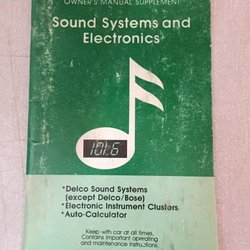 OWNER'S MANUAL SUPPLEMENT
Sound Systems and
Electronics
101.6
*Delco Sound Systems
(except Delco/Bose)
*Electronic Instrument Clusters
*Auto-Calculator
Keep with car at all times.
Contains important operating
and maintenance instructions.